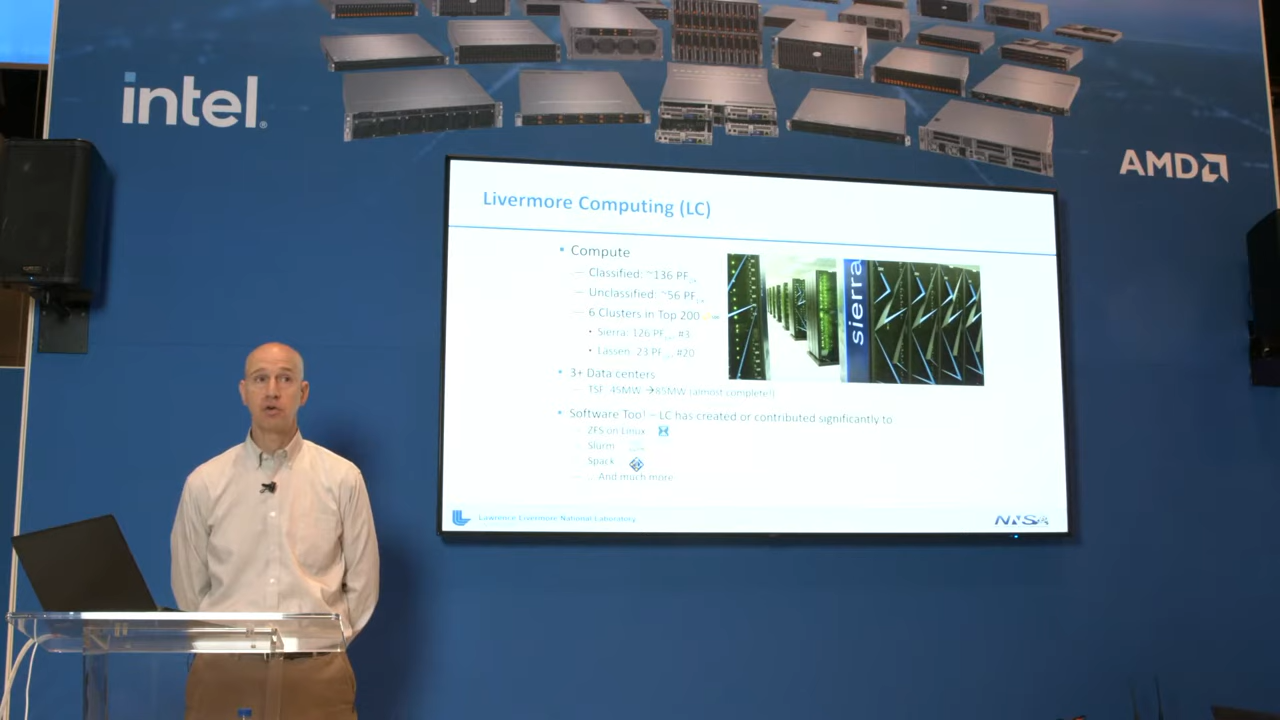 intel
AMD
Livermore Computing (LC)
Compute
Classified: ~136 PF
Unclassified: ~56 PF
6 Clusters in Top 200
Sierra: 126 PF, #3
Lassen: 23 PF, #20
sierra
3+ Data centers
TSF: 45MW →85MW (almost complete!)
Software Too! – LC has created or contributed significantly to
ZFS on Linux
Slurm
Spack
… And much more
Lawrence Livermore National Laboratory
NNSA